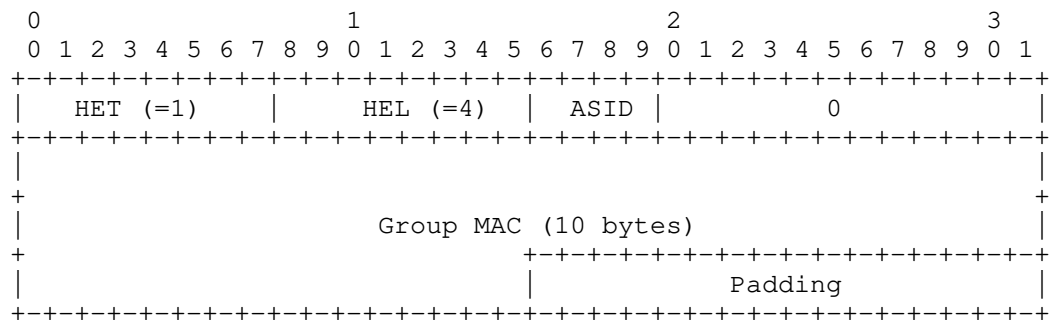 0                   1                   2                   3
0 1 2 3 4 5 6 7 8 9 0 1 2 3 4 5 6 7 8 9 0 1 2 3 4 5 6 7 8 9 0 1
+-+-+-+-+-+-+-+-+-+-+-+-+-+-+-+-+-+-+-+-+-+-+-+-+-+-+-+-+-+-+-+-+
|   HET (=1)    |     HEL (=4)  |  ASID |          0            |
+-+-+-+-+-+-+-+-+-+-+-+-+-+-+-+-+-+-+-+-+-+-+-+-+-+-+-+-+-+-+-+-+
|                                                               |
+                                                               +
|                      Group MAC (10 bytes)                     |
+                               +-+-+-+-+-+-+-+-+-+-+-+-+-+-+-+-+
|                               |            Padding            |
+-+-+-+-+-+-+-+-+-+-+-+-+-+-+-+-+-+-+-+-+-+-+-+-+-+-+-+-+-+-+-+-+